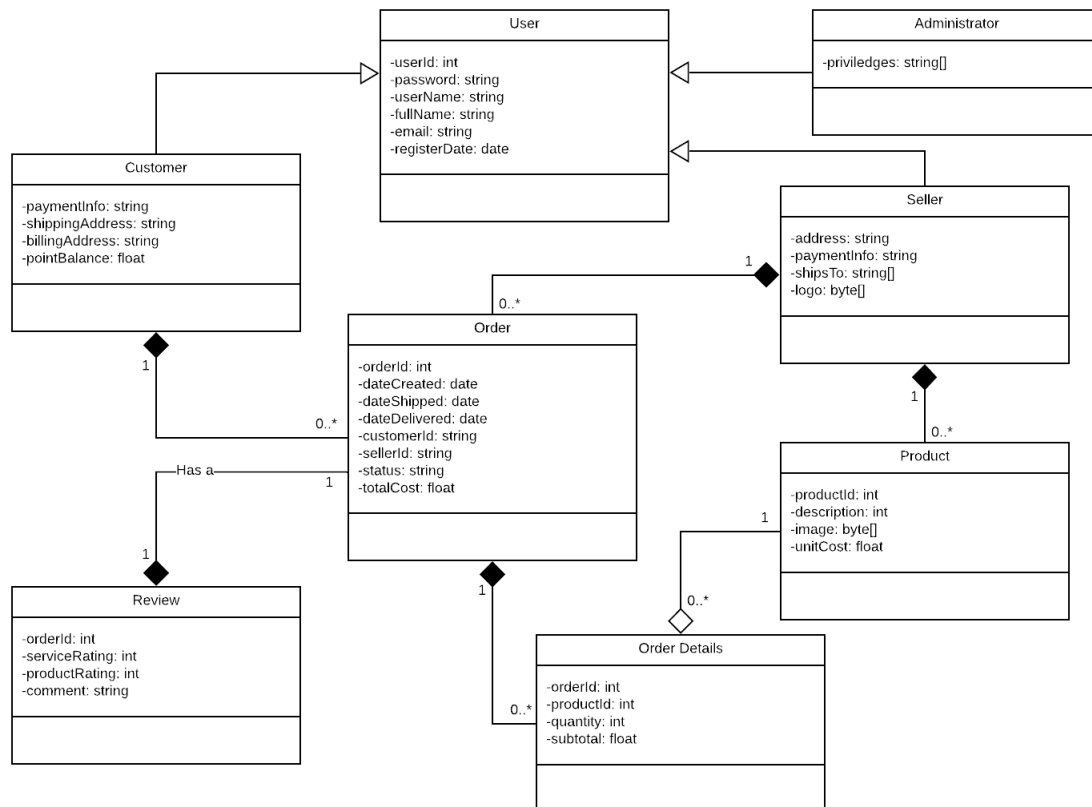 User
-userId: int
-password: string
-userName: string
-fullName: string
-email: string
-registerDate: date
Administrator
-priviledges: string[]
Customer
-paymentInfo: string
-shippingAddress: string
-billingAddress: string
-pointBalance: float
Seller
-address: string
-paymentInfo: string
-shipsTo: string[]
-logo: byte[]
1
0..*
Order
-orderId: int
-dateCreated: date
-dateShipped: date
-dateDelivered: date
-customerId: string
-sellerId: string
-status: string
-totalCost: float
1
0..*
1
0..*
Has a
1
1
Product
-productId: int
-description: int
-image: byte[]
-unitCost: float
1
0..*
Review
-orderId: int
-serviceRating: int
-productRating: int
-comment: string
1
0..*
Order Details
-orderId: int
-productId: int
-quantity: int
-subtotal: float